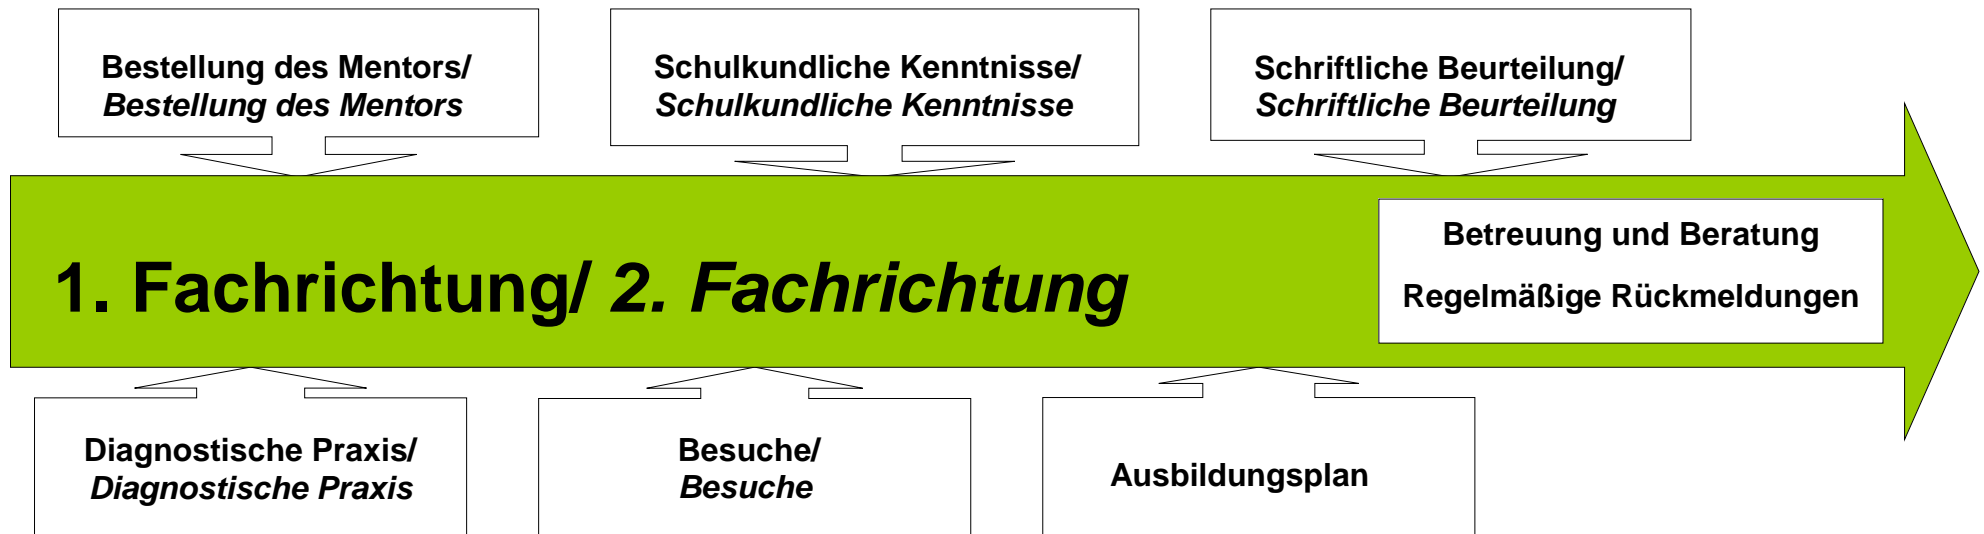 Bestellung des Mentors/
Bestellung des Mentors
Schulkundliche Kenntnisse/
Schulkundliche Kenntnisse
Schriftliche Beurteilung/
Schriftliche Beurteilung
1. Fachrichtung/ 2. Fachrichtung
Betreuung und Beratung
Regelmäßige Rückmeldungen
Diagnostische Praxis/
Diagnostische Praxis
Besuche/
Besuche
Ausbildungsplan